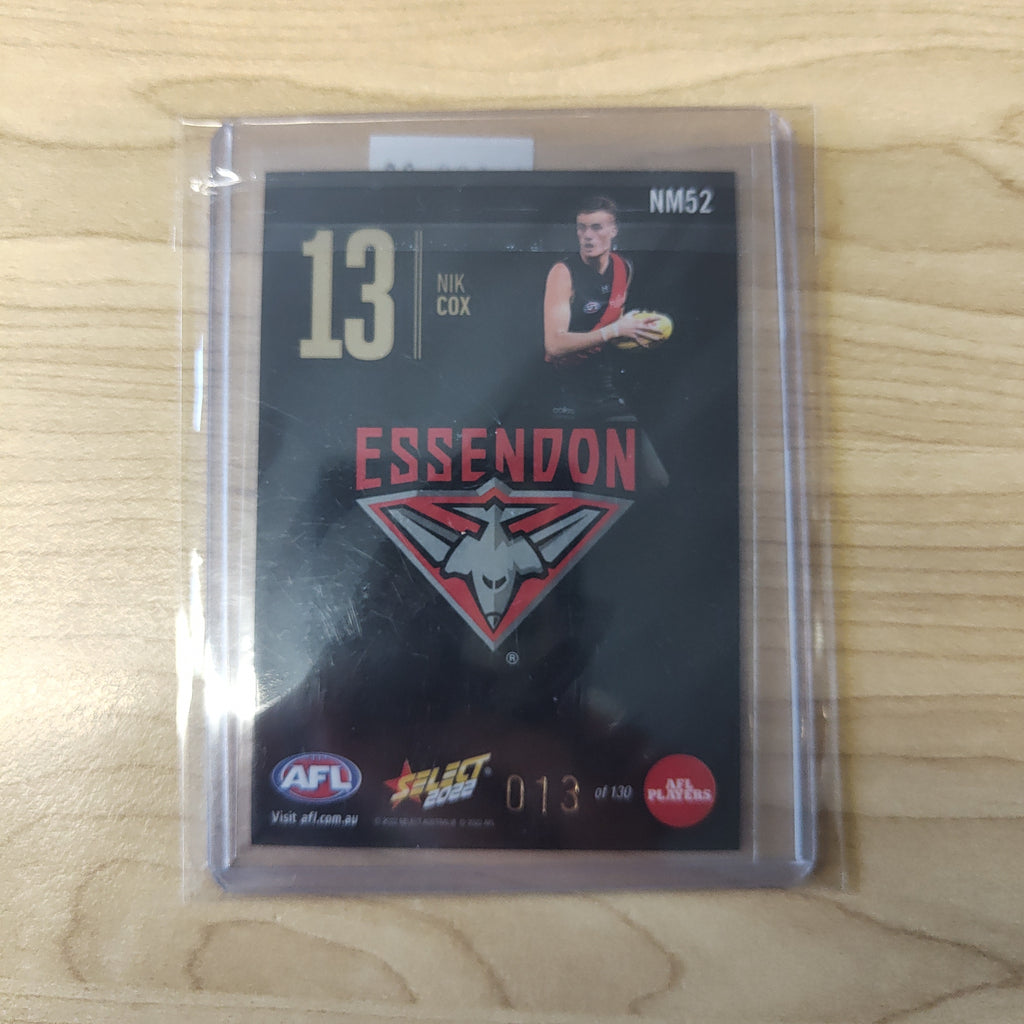 NM52
13
NIK
COX
ESSENDON
®
AFL
Visit afl.com.au
SELECT
2022
013 of 130
AFL
PLAYERS